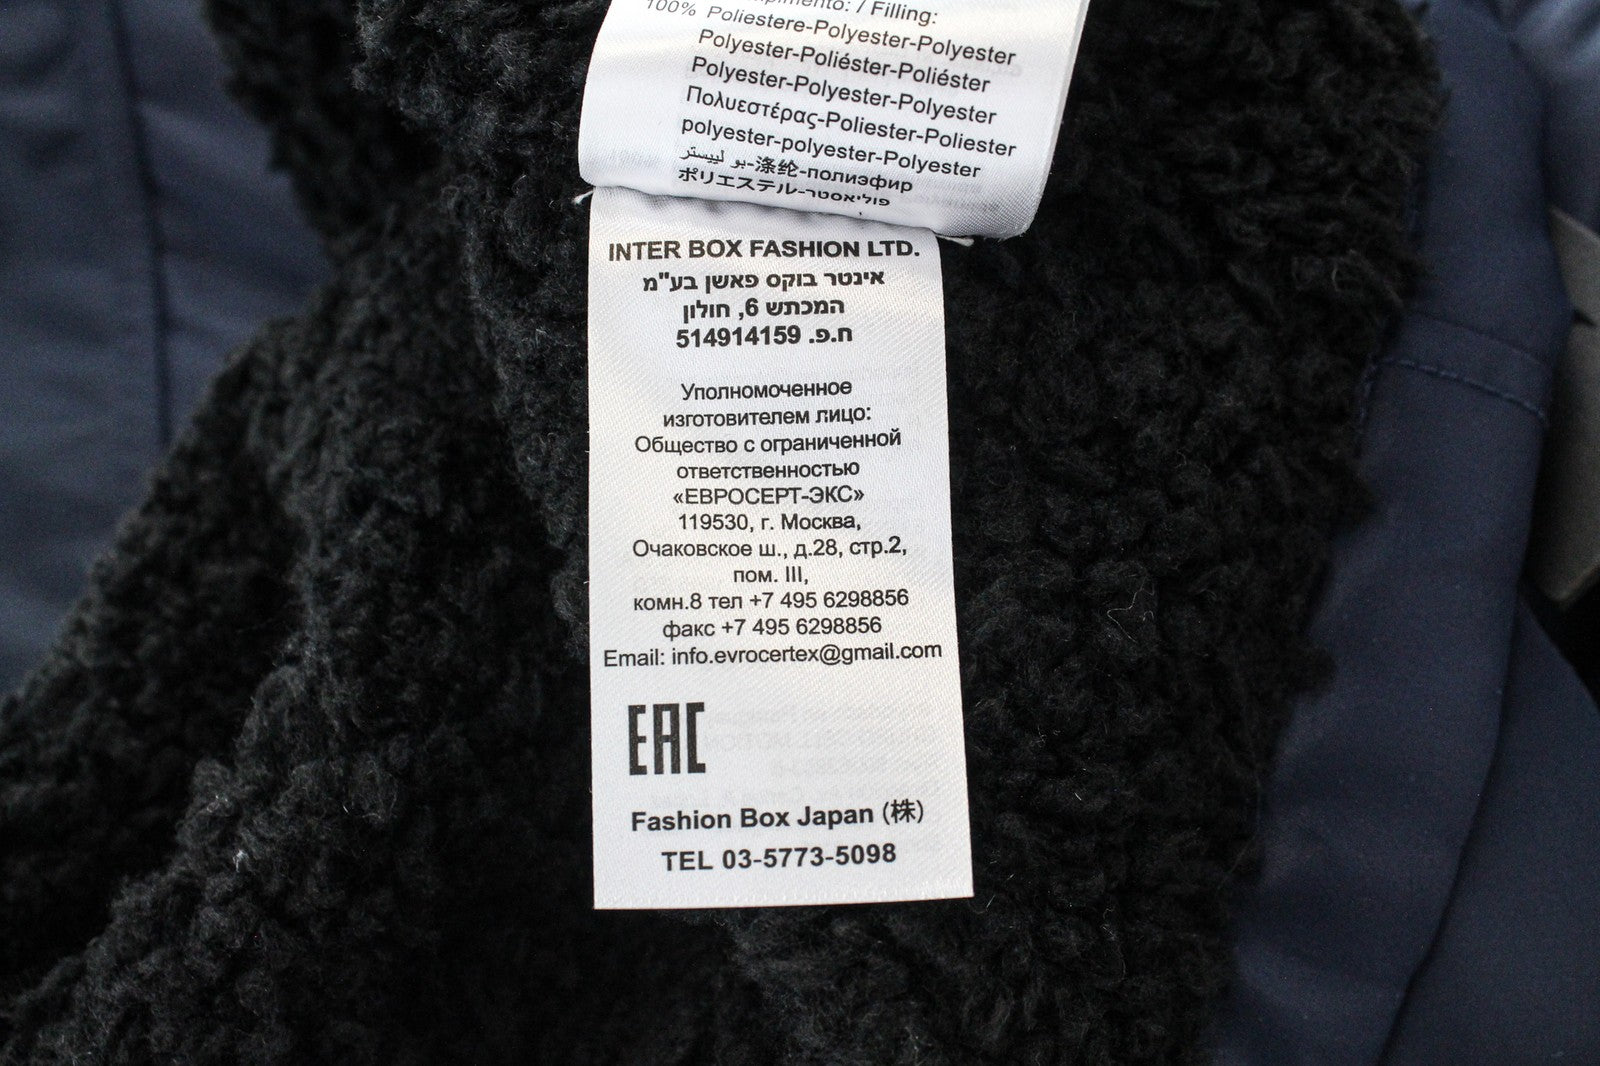 / Filling:
100% Poliestere-Polyester-Polyester
Polyester-Poliéster-Poliéster
Polyester-Polyester-Polyester
Πολυεστέρας-Poliester-Poliester
polyester-polyester-Polyester
بو لييستر-涤纶-полиэфир
ポリエステル-פוליאסטר
INTER BOX FASHION LTD.
אינטר בוקס פאשן בע"מ
המכתש 6, חולון
ח.פ. 514914159
Уполномоченное
изготовителем лицо:
Общество с ограниченной
ответственностью
«ЕВРОСЕРТ-ЭКС»
119530, г. Москва,
Очаковское ш., д.28, стр.2,
пом. III,
комн.8 тел +7 495 6298856
факс +7 495 6298856
Email: info.evrocertex@gmail.com
EAC
Fashion Box Japan (株)
TEL 03-5773-5098